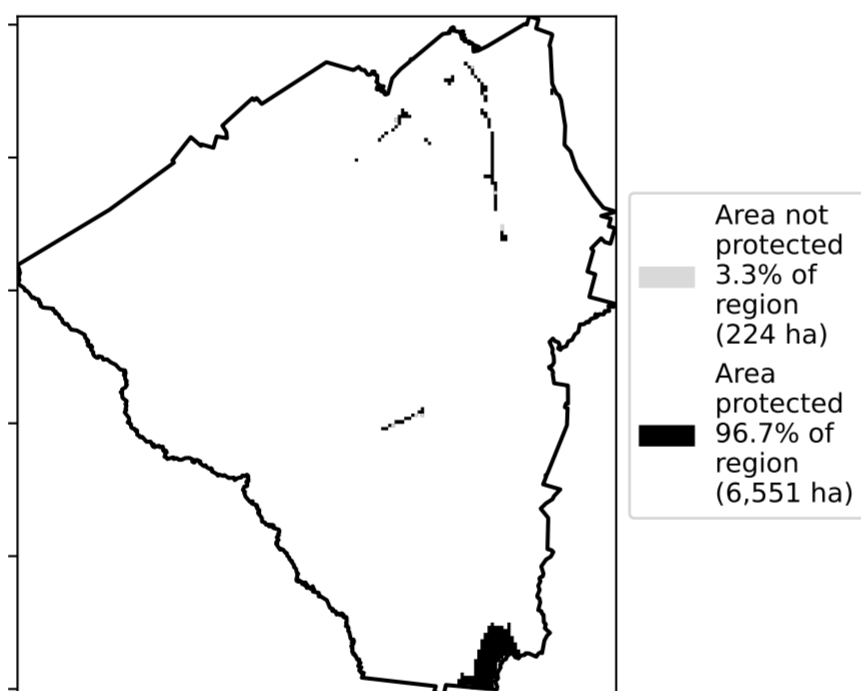 Area not
protected
3.3% of
region
(224 ha)
Area
protected
96.7% of
region
(6,551 ha)